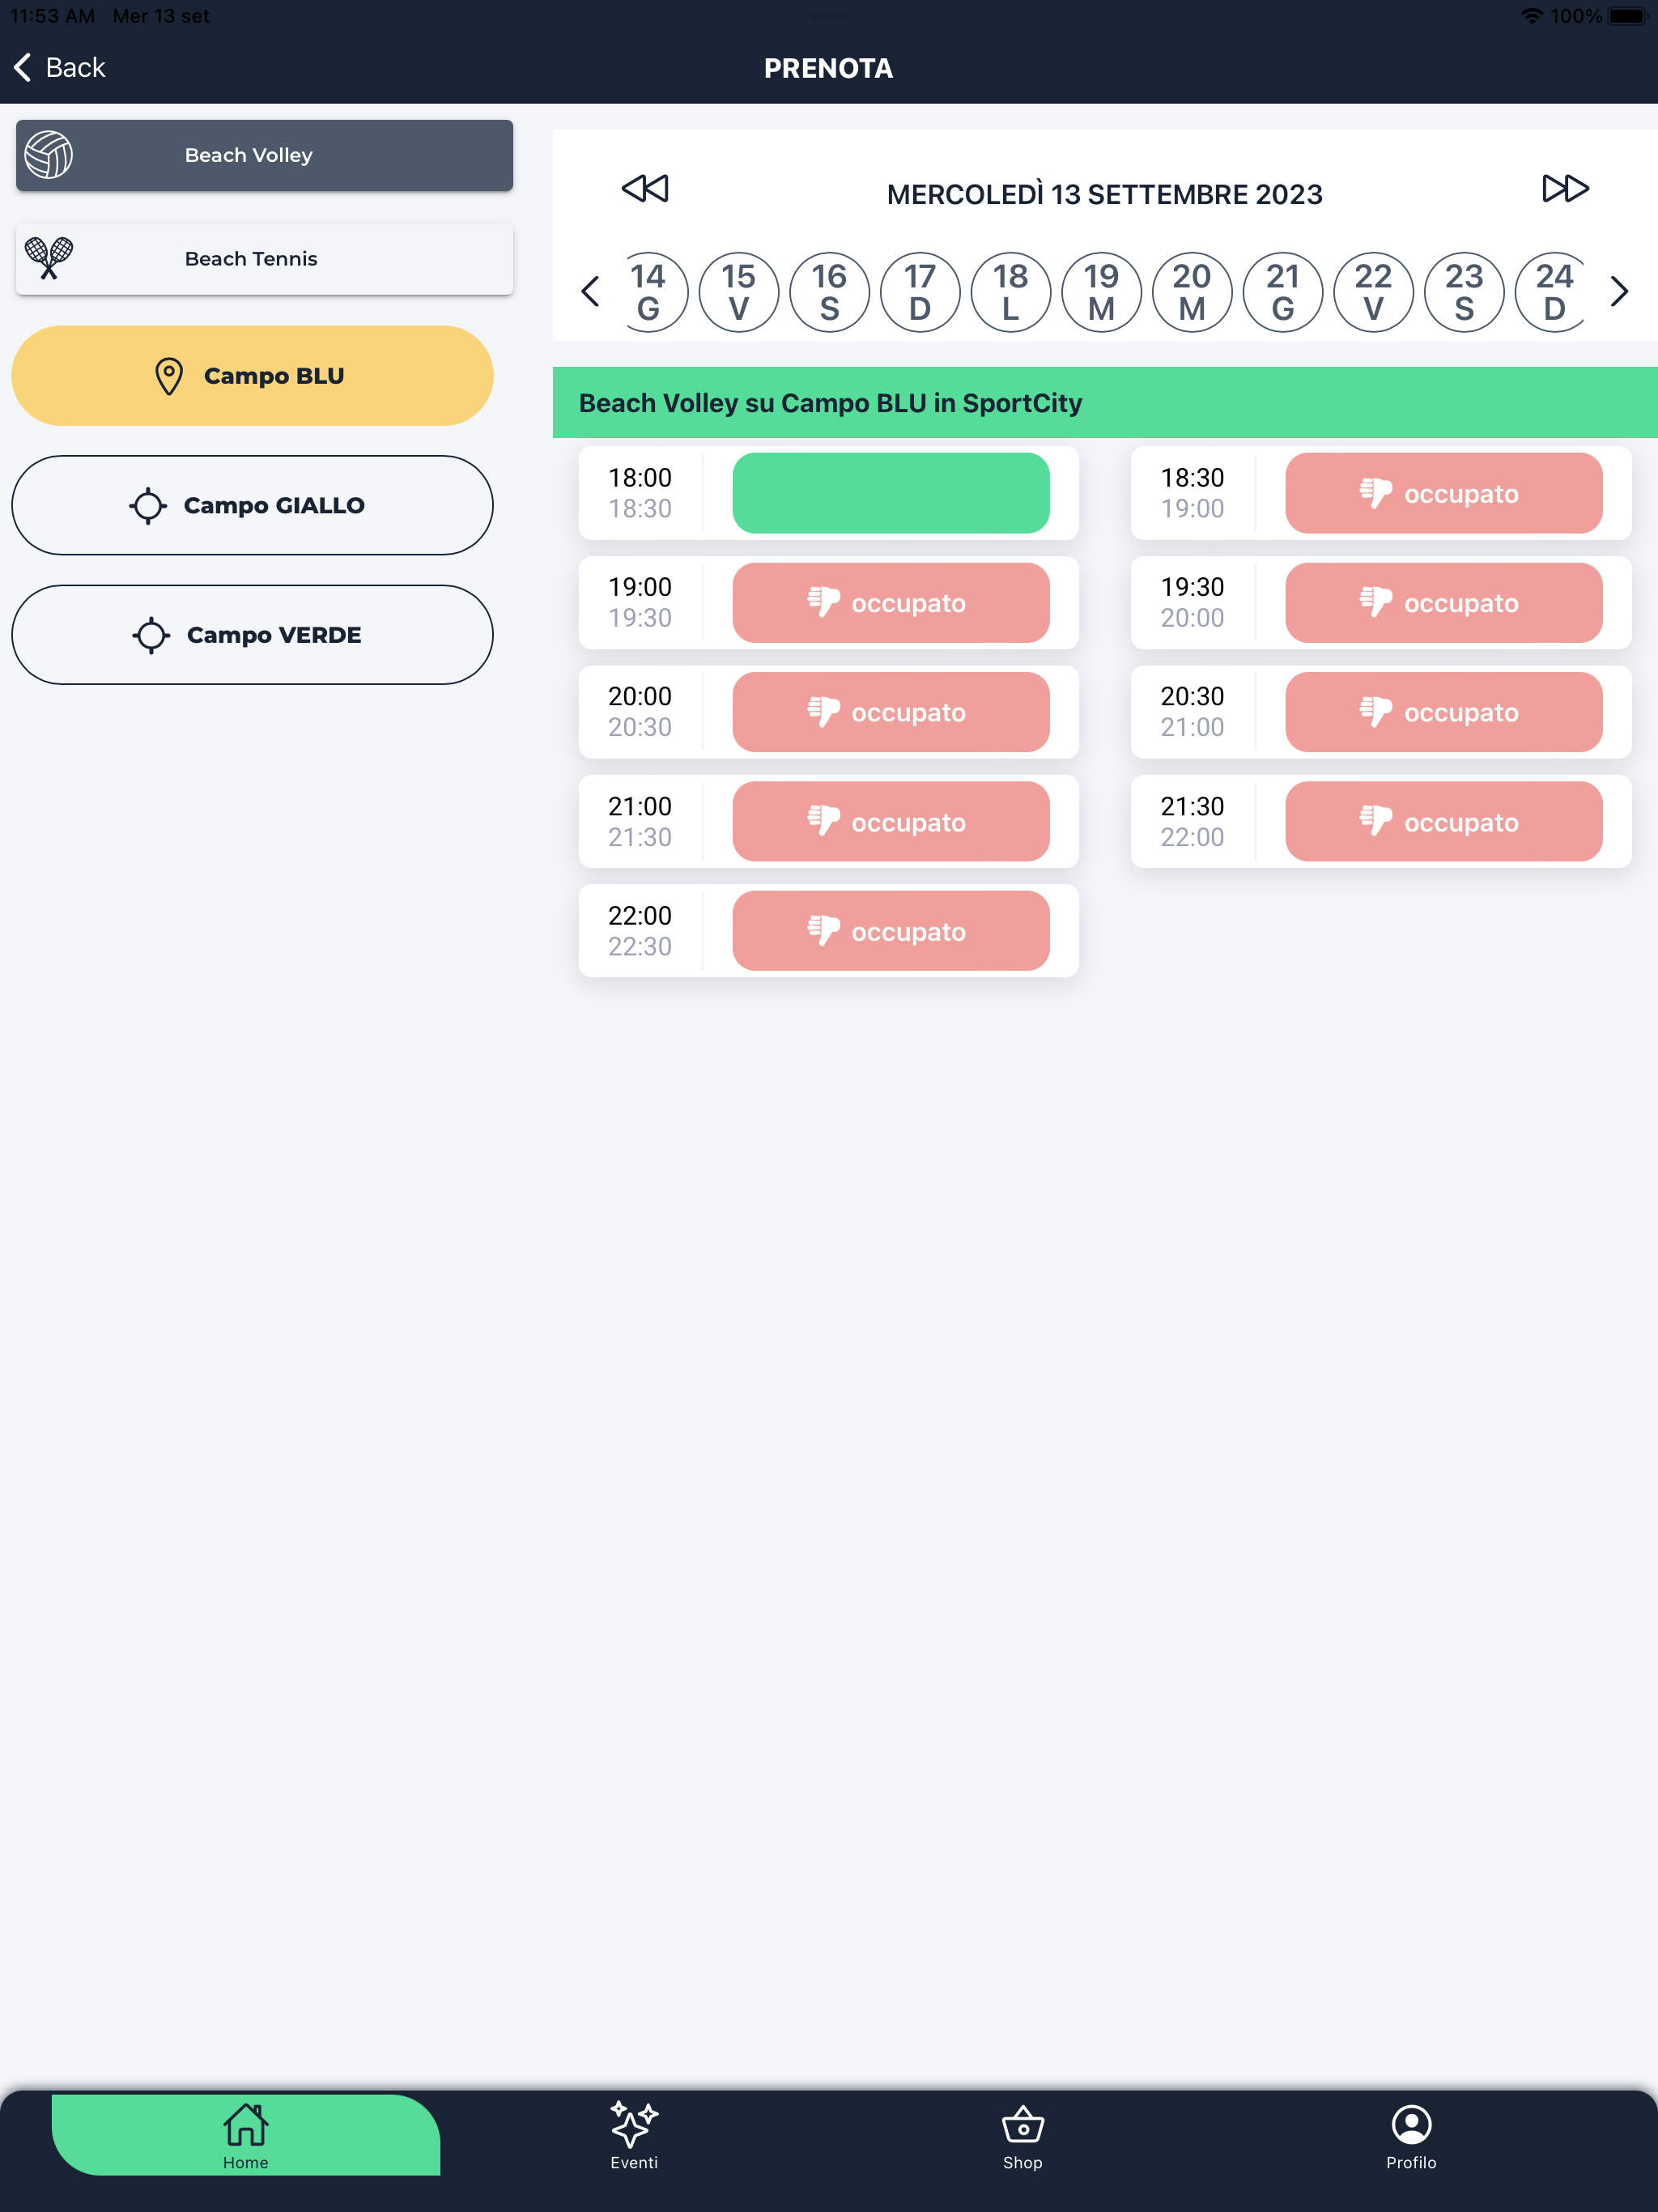 11:53 AM Mer 13 set
100%
Back
PRENOTA
Beach Volley
Beach Tennis
Campo BLU
Campo GIALLO
Campo VERDE
MERCOLEDÌ 13 SETTEMBRE 2023
14 15 16 17 18 19 20 21 22 23 24
G V S D L M M G V S D
Beach Volley su Campo BLU in SportCity
18:00
18:30
18:30
19:00
occupato
19:00
19:30
occupato
19:30
20:00
occupato
20:00
20:30
occupato
20:30
21:00
occupato
21:00
21:30
occupato
21:30
22:00
occupato
22:00
22:30
occupato
Home
Eventi
Shop
Profilo